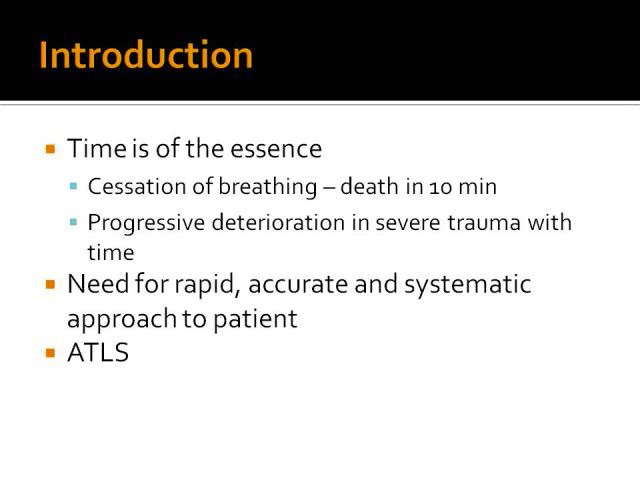 Introduction
Time is of the essence
Cessation of breathing – death in 10 min
Progressive deterioration in severe trauma with
time
Need for rapid, accurate and systematic
approach to patient
ATLS